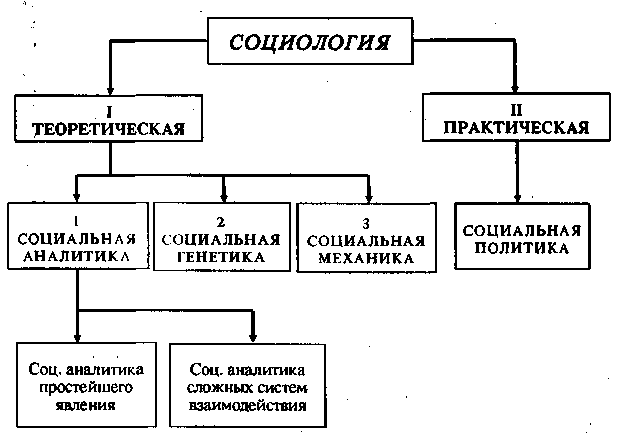 СОЦИОЛОГИЯ
I
ТЕОРЕТИЧЕСКАЯ
II
ПРАКТИЧЕСКАЯ
1
СОЦИАЛЬНАЯ
АНАЛИТИКА
2
СОЦИАЛЬНАЯ
ГЕНЕТИКА
3
СОЦИАЛЬНАЯ
МЕХАНИКА
СОЦИАЛЬНАЯ
ПОЛИТИКА
Соц. аналитика
простейшего
явления
Соц. аналитика
сложных систем
взаимодействия